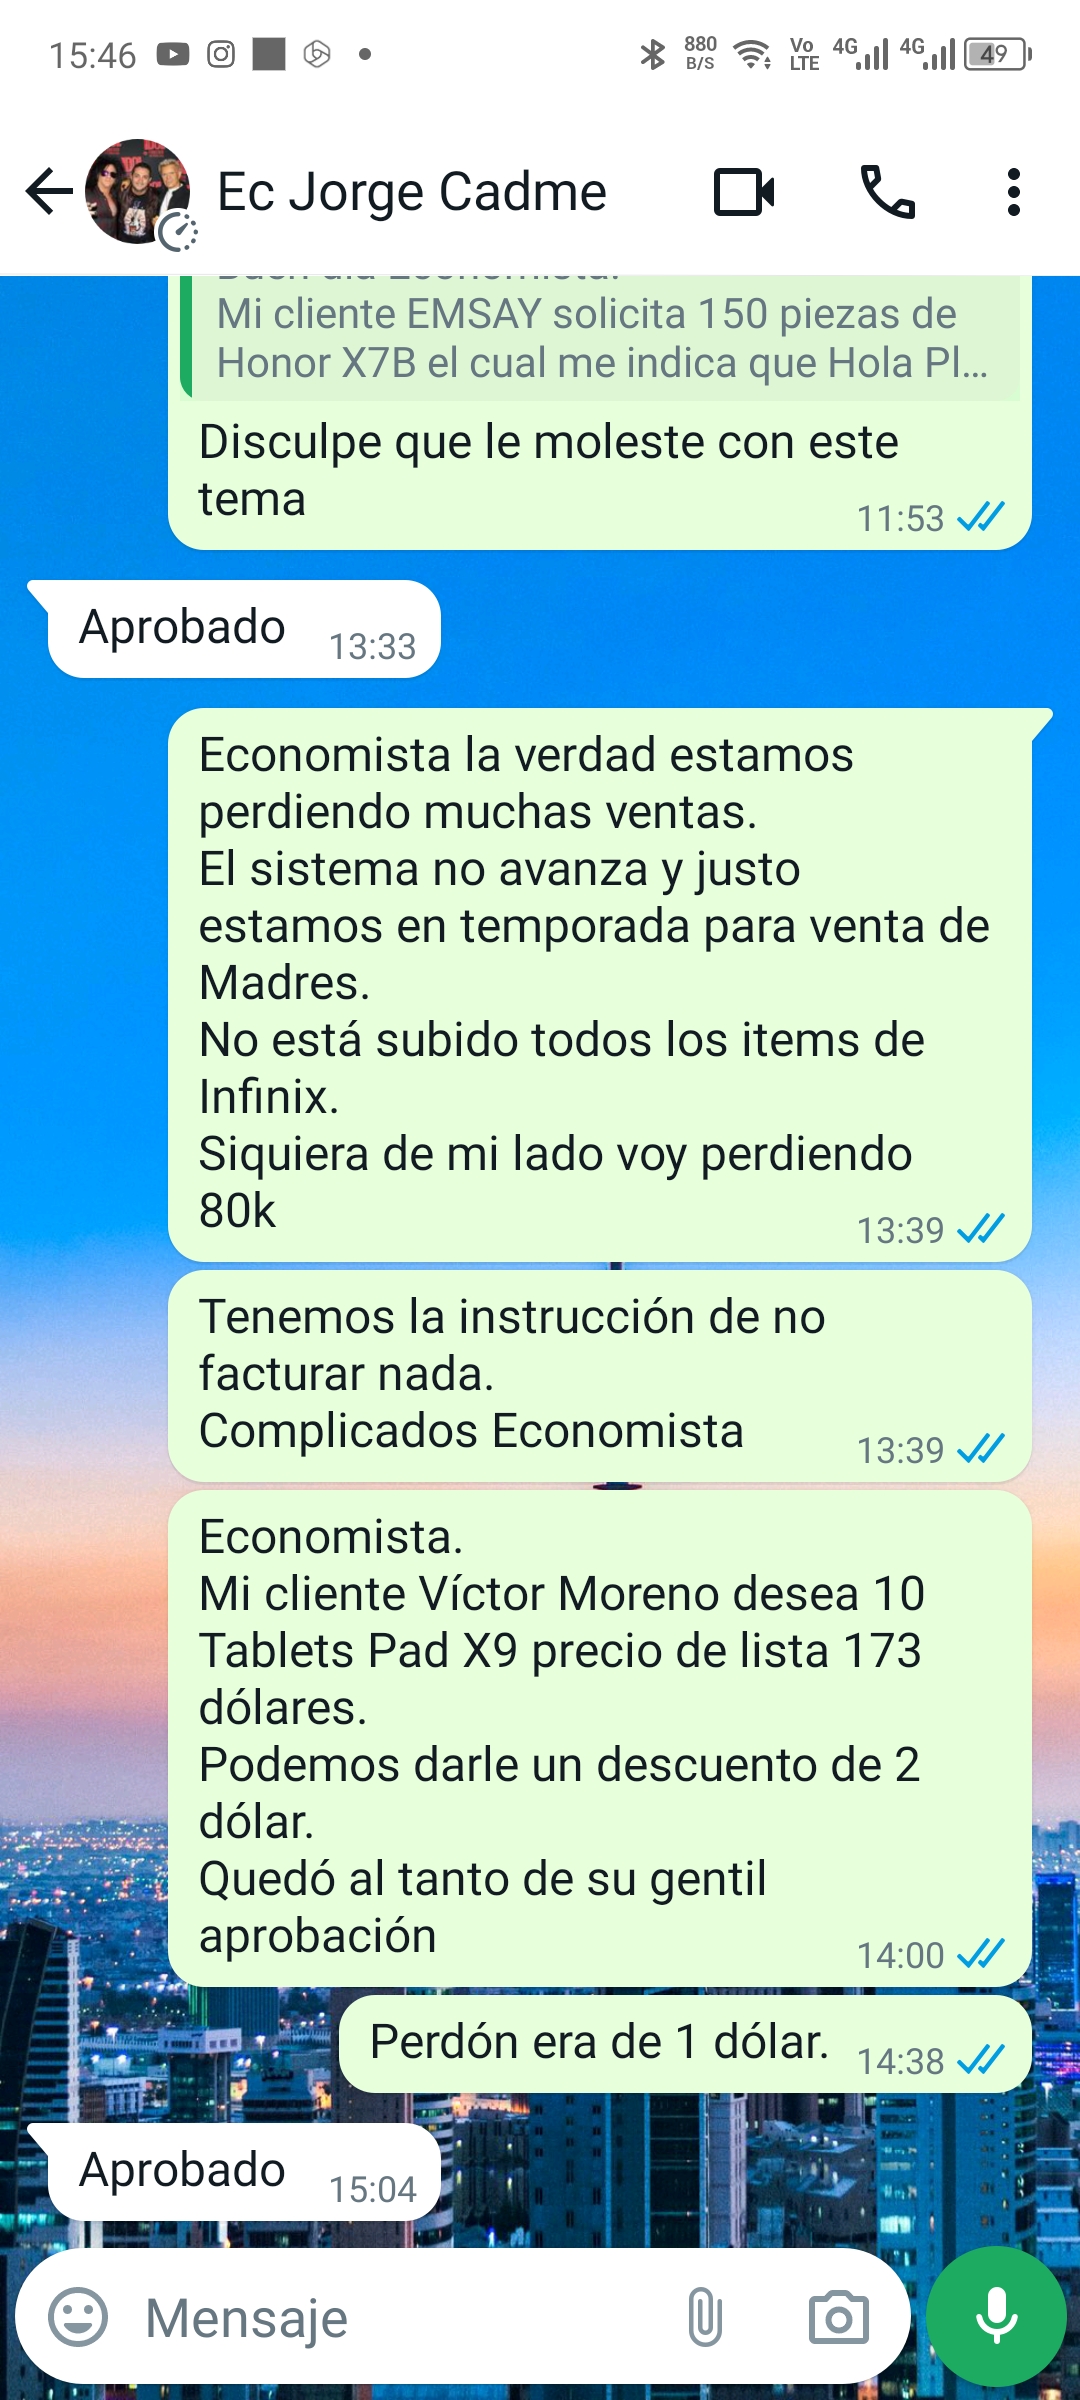 15:46
880 B/S
Vo LTE
4G
4G
49
Ec Jorge Cadme
Mi cliente EMSAY solicita 150 piezas de
Honor X7B el cual me indica que Hola Pl...
Disculpe que le moleste con este
tema
11:53
Aprobado
13:33
Economista la verdad estamos
perdiendo muchas ventas.
El sistema no avanza y justo
estamos en temporada para venta de
Madres.
No está subido todos los items de
Infinix.
Siquiera de mi lado voy perdiendo
80k
13:39
Tenemos la instrucción de no
facturar nada.
Complicados Economista
13:39
Economista.
Mi cliente Víctor Moreno desea 10
Tablets Pad X9 precio de lista 173
dólares.
Podemos darle un descuento de 2
dólar.
Quedó al tanto de su gentil
aprobación
14:00
Perdón era de 1 dólar.
14:38
Aprobado
15:04
Mensaje